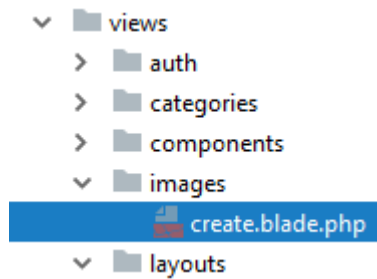 views
auth
categories
components
images
create.blade.php
layouts